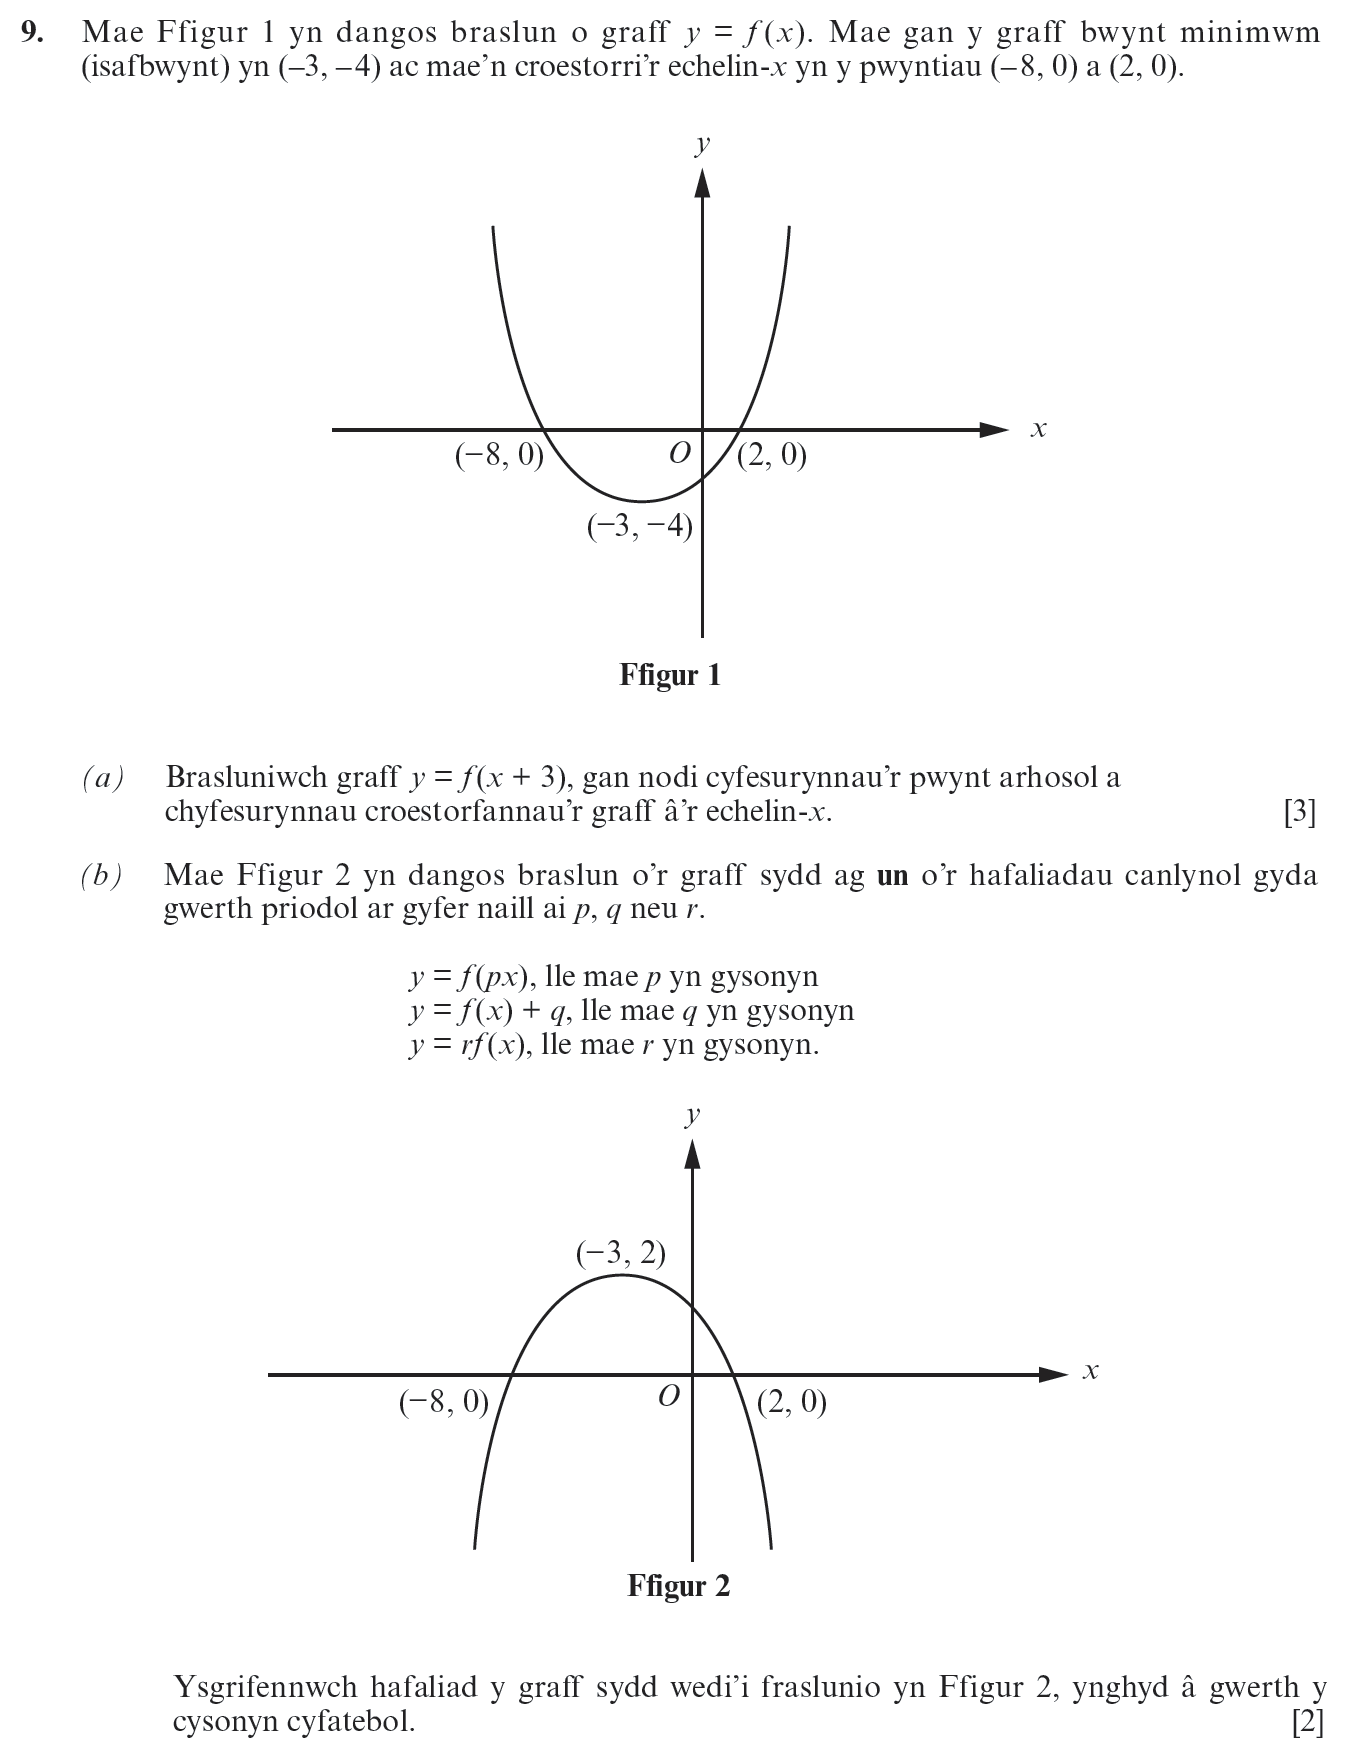 9. Mae Ffigur 1 yn dangos braslun o graff y = f(x). Mae gan y graff bwynt minimwm
(isafbwynt) yn (–3, –4) ac mae’n croestorri’r echelin-x yn y pwyntiau (–8, 0) a (2, 0).
y
x
(−8, 0)
O
(2, 0)
(−3, −4)
Ffigur 1
(a) Brasluniwch graff y = f(x + 3), gan nodi cyfesurynnau’r pwynt arhosol a
chyfesurynnau croestorfannau’r graff â’r echelin-x. [3]
(b) Mae Ffigur 2 yn dangos braslun o’r graff sydd ag un o’r hafaliadau canlynol gyda
gwerth priodol ar gyfer naill ai p, q neu r.
y = f(px), lle mae p yn gysonyn
y = f(x) + q, lle mae q yn gysonyn
y = rf(x), lle mae r yn gysonyn.
y
(−3, 2)
x
(−8, 0)
O
(2, 0)
Ffigur 2
Ysgrifennwch hafaliad y graff sydd wedi’i fraslunio yn Ffigur 2, ynghyd â gwerth y
cysonyn cyfatebol. [2]